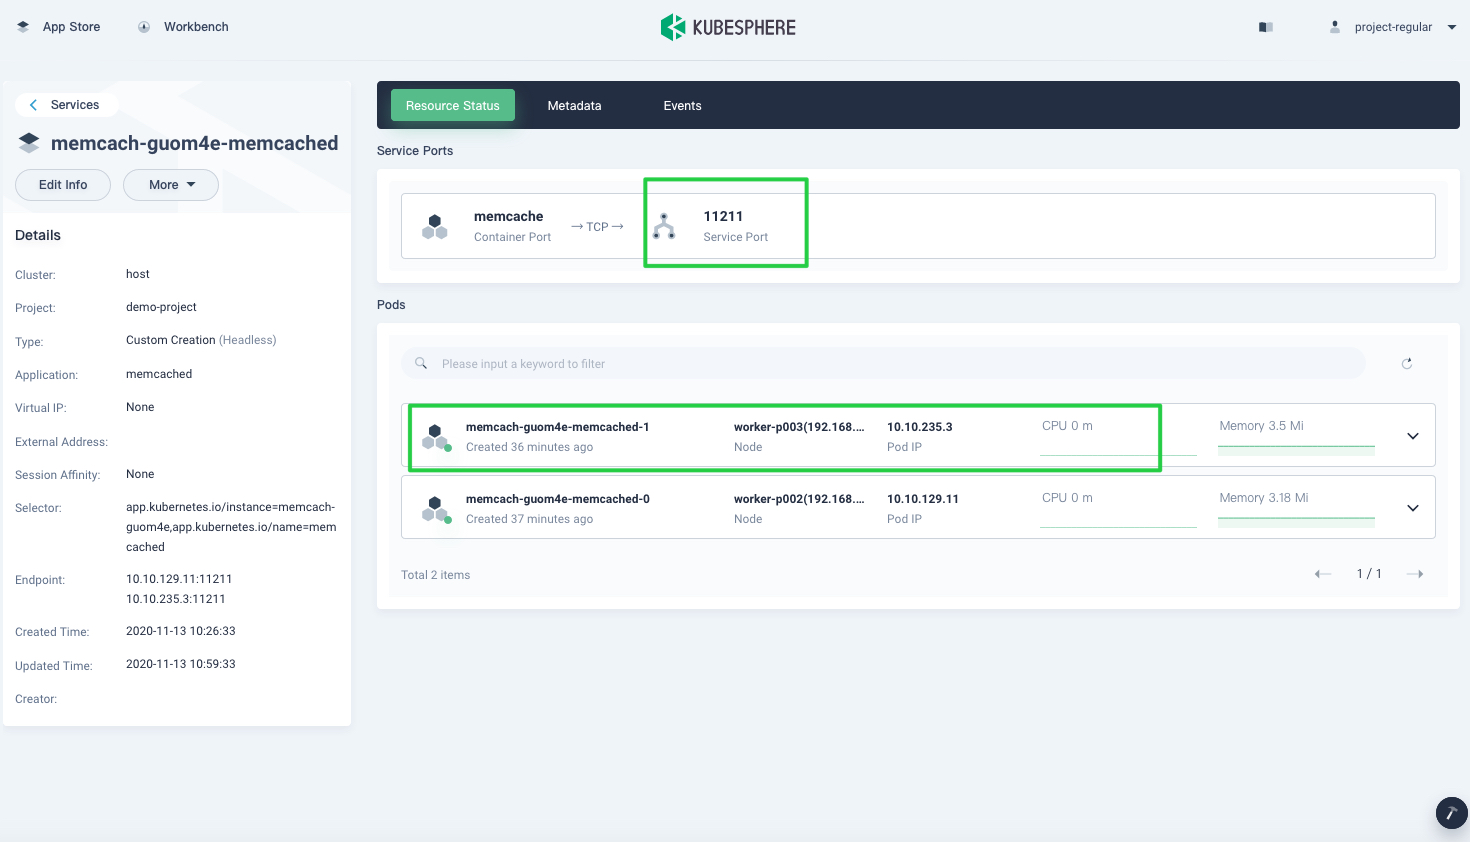 App Store
Workbench
KUBESPHERE
project-regular
Services
memcach-guom4e-memcached
Edit Info
More
Details
Cluster: host
Project: demo-project
Type: Custom Creation (Headless)
Application: memcached
Virtual IP: None
External Address:
Session Affinity: None
Selector: app.kubernetes.io/instance=memcach-
guom4e,app.kubernetes.io/name=mem
cached
Endpoint: 10.10.129.11:11211
10.10.235.3:11211
Created Time: 2020-11-13 10:26:33
Updated Time: 2020-11-13 10:59:33
Creator:
Resource Status
Metadata
Events
Service Ports
memcache
Container Port
→ TCP →
11211
Service Port
Pods
Please input a keyword to filter
memcach-guom4e-memcached-1
Created 36 minutes ago
worker-p003(192.168....
Node
10.10.235.3
Pod IP
CPU 0 m
Memory 3.5 Mi
memcach-guom4e-memcached-0
Created 37 minutes ago
worker-p002(192.168....
Node
10.10.129.11
Pod IP
CPU 0 m
Memory 3.18 Mi
Total 2 items
1 / 1